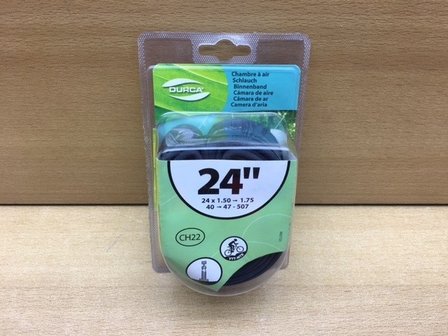 DURCA
Chambre à air
Schlauch
Binnenband
Cámara de aire
Câmara de ar
Camera d'aria
24"
24 x 1.50 → 1.75
40 → 47 - 507
CH22